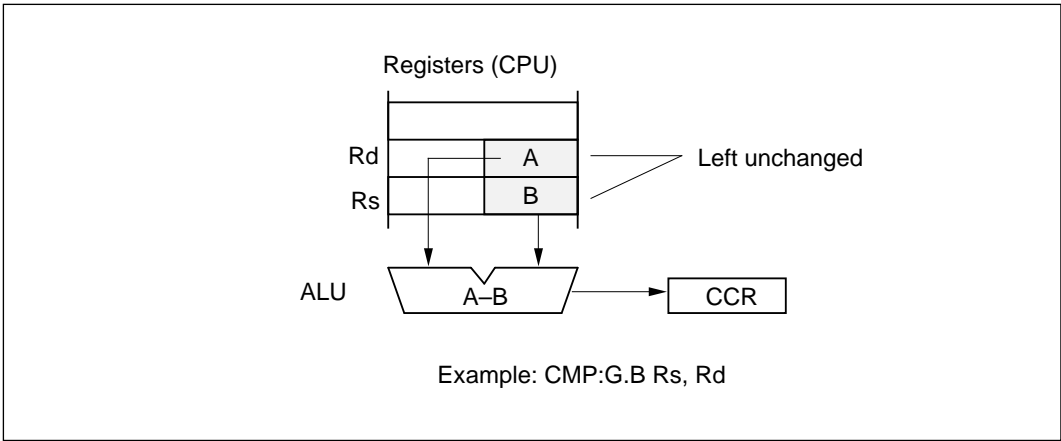 Registers (CPU)
Rd
A
Left unchanged
Rs
B
ALU
A–B
CCR
Example: CMP:G.B Rs, Rd